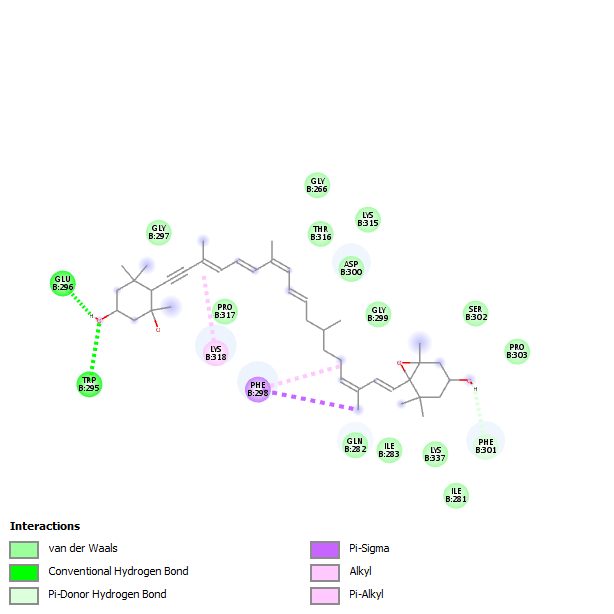 GLY
B:266
LYS
B:315
GLY
B:297
THR
B:316
ASP
B:300
GLU
B:296
PRO
B:317
GLY
B:299
SER
B:302
H
O
O
LYS
B:318
PRO
B:303
O
TRP
B:295
PHE
B:298
O
H
GLN
B:282
ILE
B:283
LYS
B:337
PHE
B:301
ILE
B:281
Interactions
van der Waals
Conventional Hydrogen Bond
Pi-Donor Hydrogen Bond
Pi-Sigma
Alkyl
Pi-Alkyl